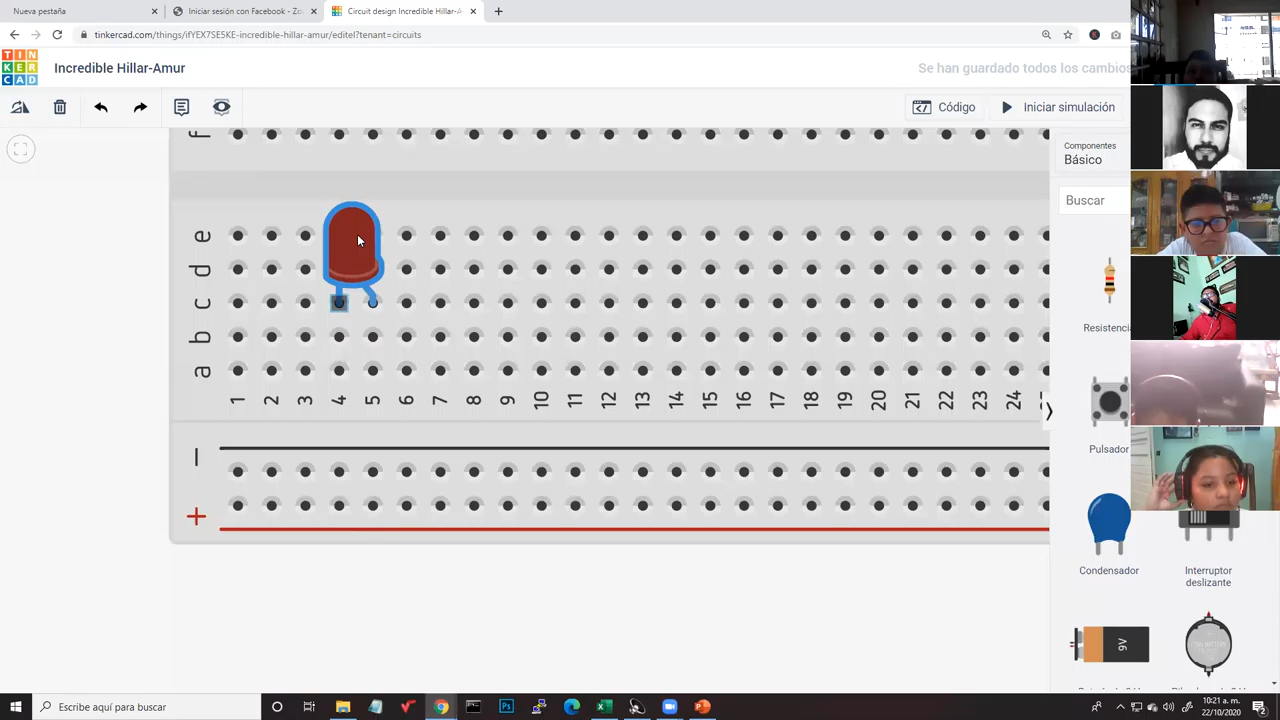 Nueva pestaña
Iniciar sesión con Facebook - Zo
Circuit design Incredible Hillar-A
tinkercad.com/things/ifYEX7SE5KE-incredible-hillar-amur/editel?tenant=circuits
TIN
KER
CAD
Incredible Hillar-Amur
Se han guardado todos los cambios
Código
Iniciar simulación
Componentes
Básico
Buscar
f
e
d
c
b
a
1 2 3 4 5 6 7 8 9 10 11 12 13 14 15 16 17 18 19 20 21 22 23 24
+
Resistencia
Pulsador
Condensador
Interruptor
deslizante
9V
Escribe aquí para buscar
10:21 a. m.
22/10/2020
2